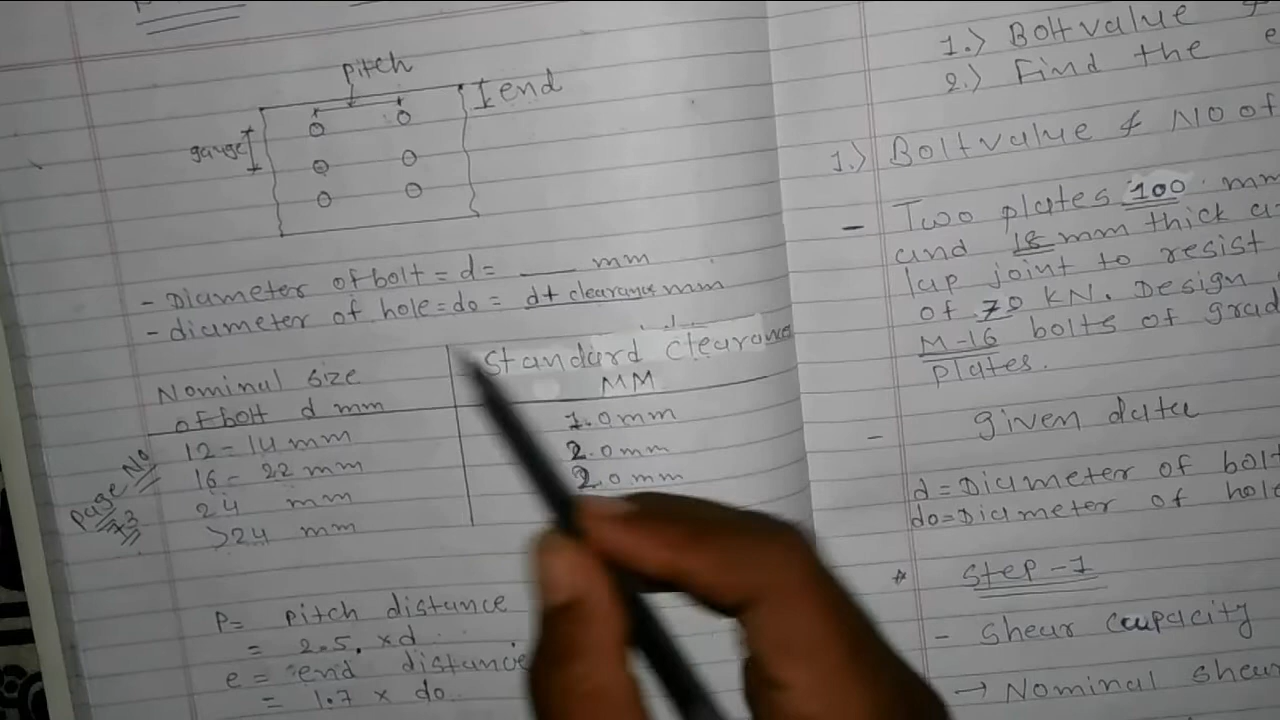 Pitch
end
gauge
- Diameter of bolt = d = ___ mm
- diameter of hole = do = d + clearance mm
Nominal size
of bolt d mm
Standard clearance
MM
12 - 14 mm 1.0 mm
16 - 22 mm 2.0 mm
24 mm 2.0 mm
>24 mm
Page No
73
P = Pitch distance
= 2.5 x d
e = end distance
= 1.7 x do
1.) Bolt value
2.) Find the
1.) Bolt value & NO of
- Two plates 100 mm
and 18 mm thick
lap joint to resist
of 70 KN. Design
M-16 bolts of grad
plates.
- given data
d = Diameter of bolt
do = Diameter of hole
* Step - 1
- Shear capacity
→ Nominal shea